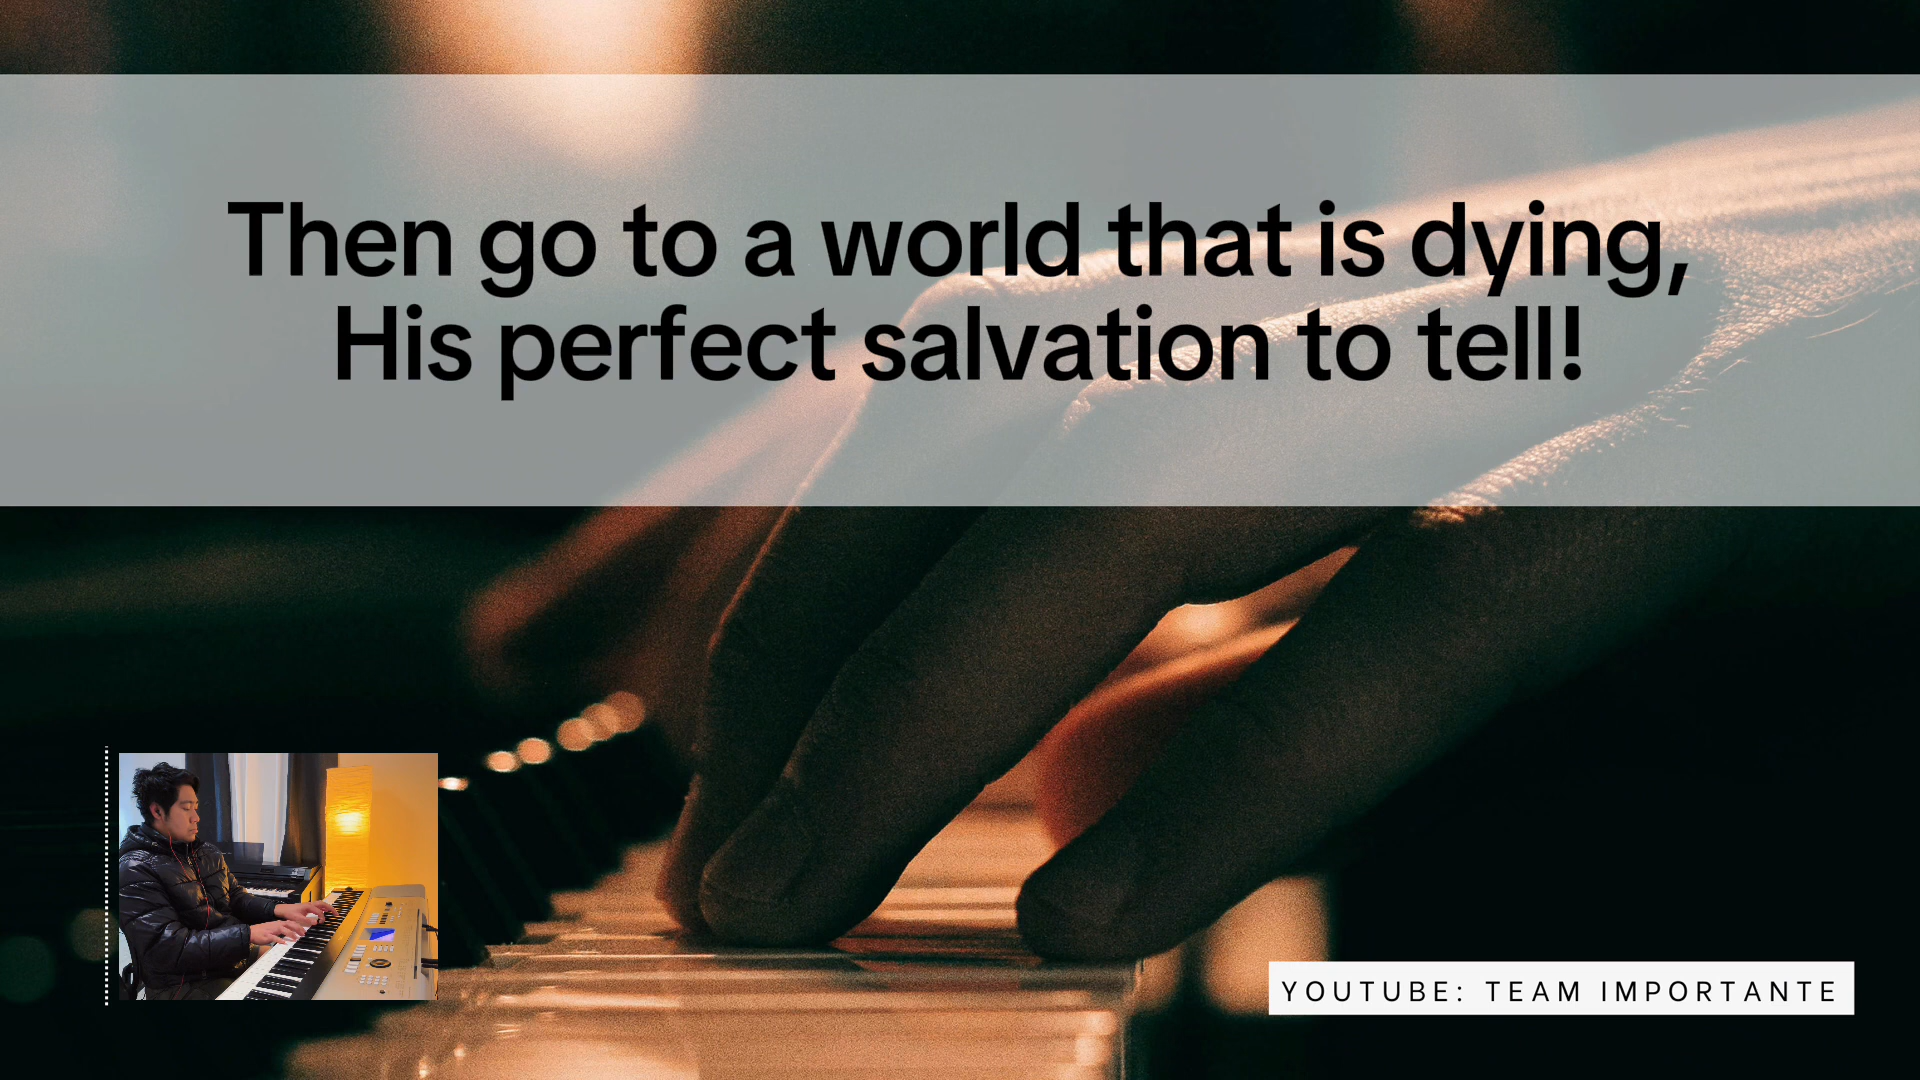 Then go to a world that is dying,
His perfect salvation to tell!
YOUTUBE: TEAM IMPORTANTE